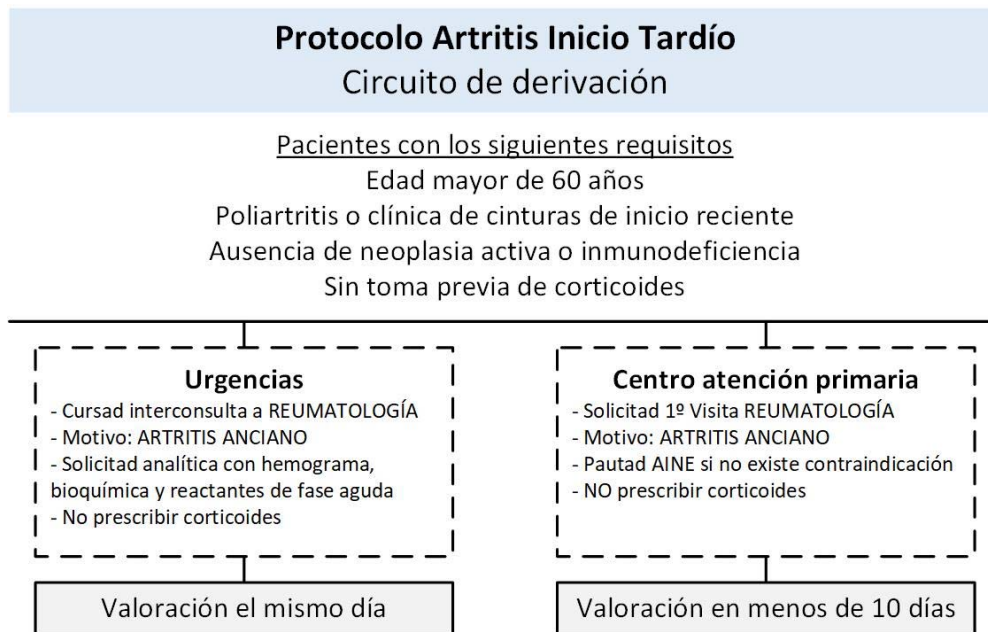 Protocolo Artritis Inicio Tardío
Circuito de derivación
Pacientes con los siguientes requisitos
Edad mayor de 60 años
Poliartritis o clínica de cinturas de inicio reciente
Ausencia de neoplasia activa o inmunodeficiencia
Sin toma previa de corticoides
Urgencias
- Cursad interconsulta a REUMATOLOGÍA
- Motivo: ARTRITIS ANCIANO
- Solicitad analítica con hemograma,
bioquímica y reactantes de fase aguda
- No prescribir corticoides
Valoración el mismo día
Centro atención primaria
- Solicitad 1º Visita REUMATOLOGÍA
- Motivo: ARTRITIS ANCIANO
- Pautad AINE si no existe contraindicación
- NO prescribir corticoides
Valoración en menos de 10 días